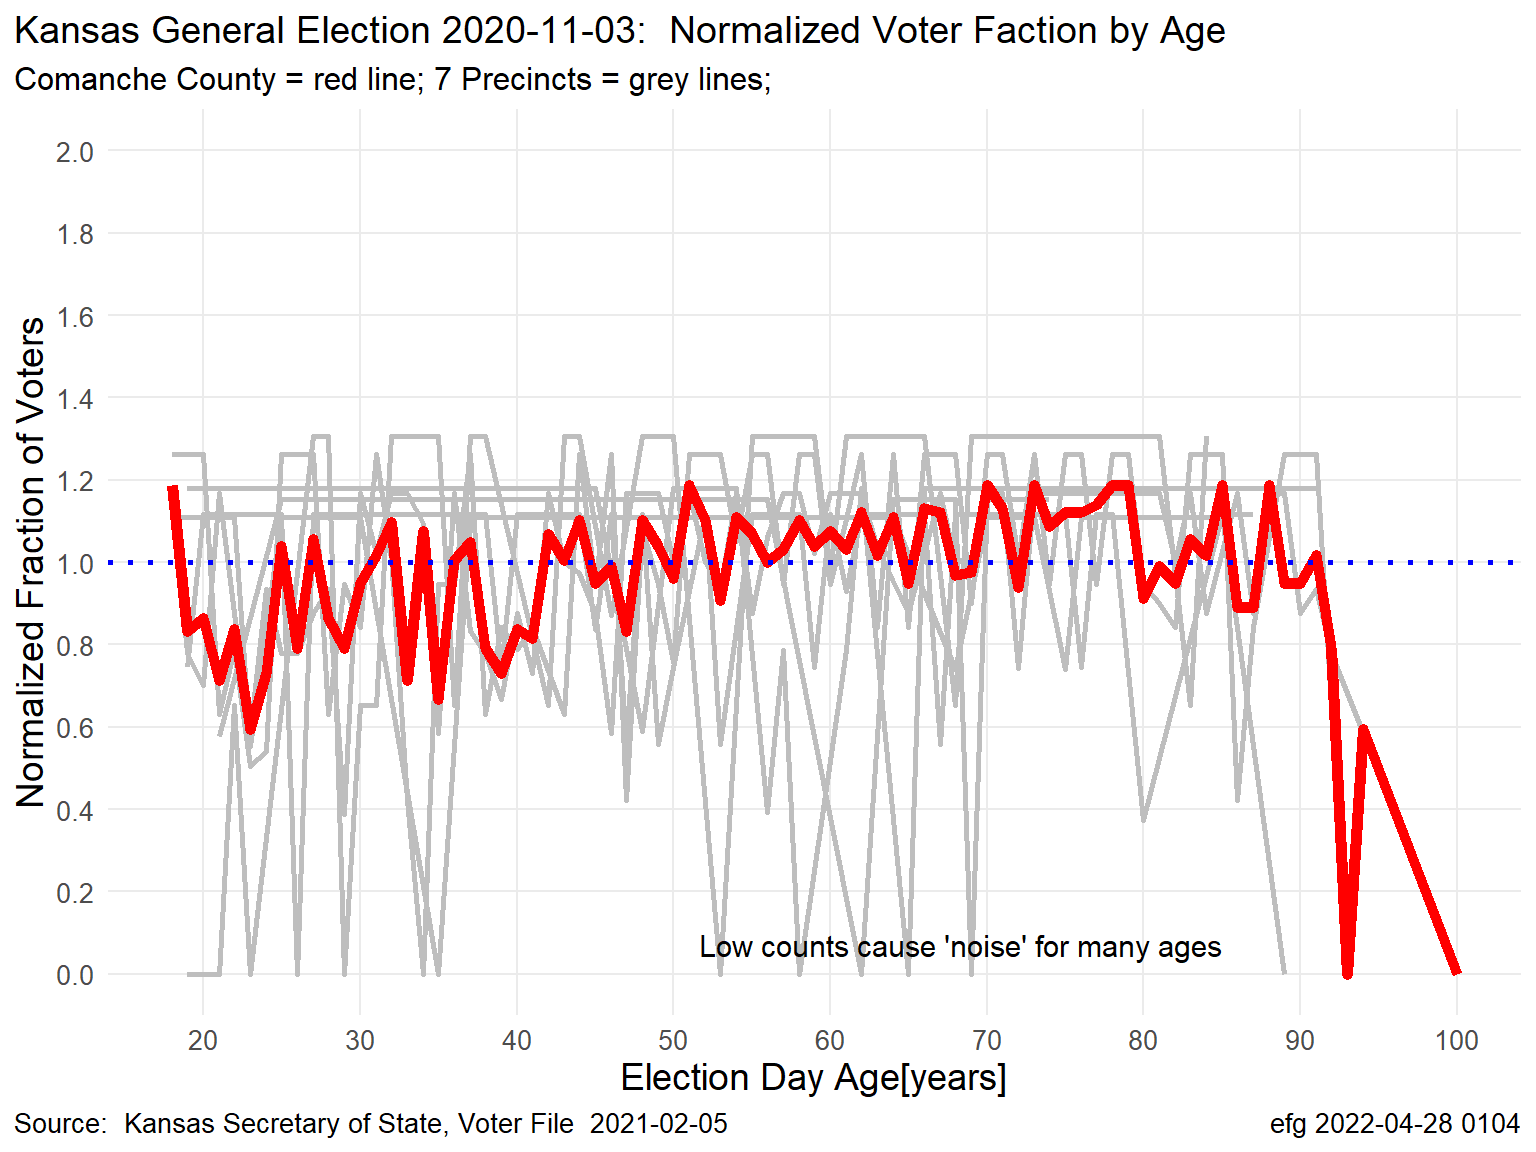 Kansas General Election 2020-11-03:  Normalized Voter Faction by Age
Comanche County = red line; 7 Precincts = grey lines;
Normalized Fraction of Voters
2.0
1.8
1.6
1.4
1.2
1.0
0.8
0.6
0.4
0.2
0.0
Low counts cause 'noise' for many ages
20 30 40 50 60 70 80 90 100
Election Day Age[years]
Source:  Kansas Secretary of State, Voter File  2021-02-05
efg 2022-04-28 0104